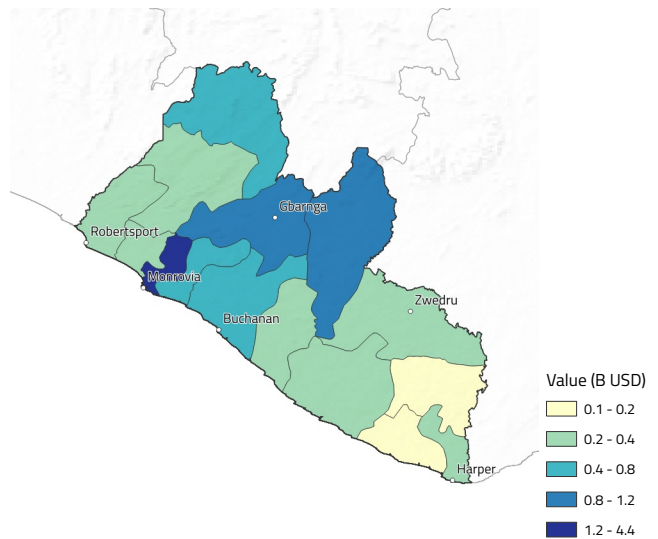 Gbarnga
Robertsport
Monrovia
Zwedru
Buchanan
Harper
Value (B USD)
0.1 - 0.2
0.2 - 0.4
0.4 - 0.8
0.8 - 1.2
1.2 - 4.4